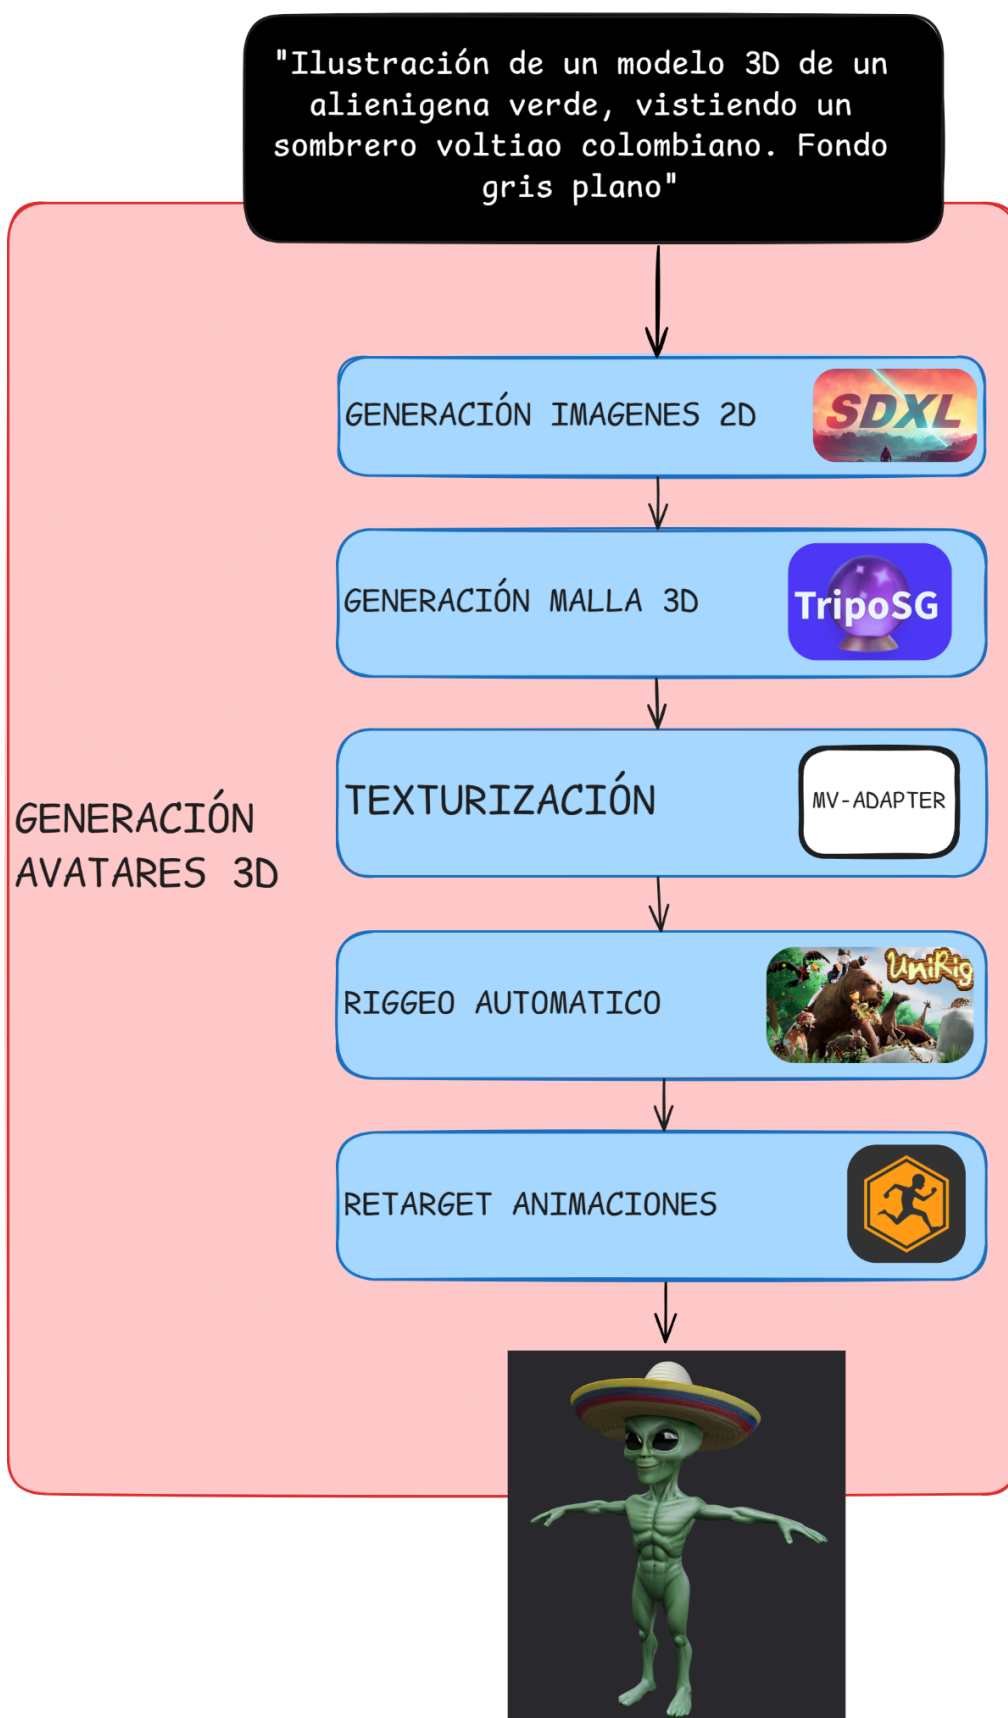 "Ilustración de un modelo 3D de un
alienigena verde, vistiendo un
sombrero voltiao colombiano. Fondo
gris plano"
GENERACIÓN IMAGENES 2D
SDXL
GENERACIÓN MALLA 3D
TripoSG
TEXTURIZACIÓN
MV-ADAPTER
GENERACIÓN
AVATARES 3D
RIGGEO AUTOMATICO
UniRig
RETARGET ANIMACIONES